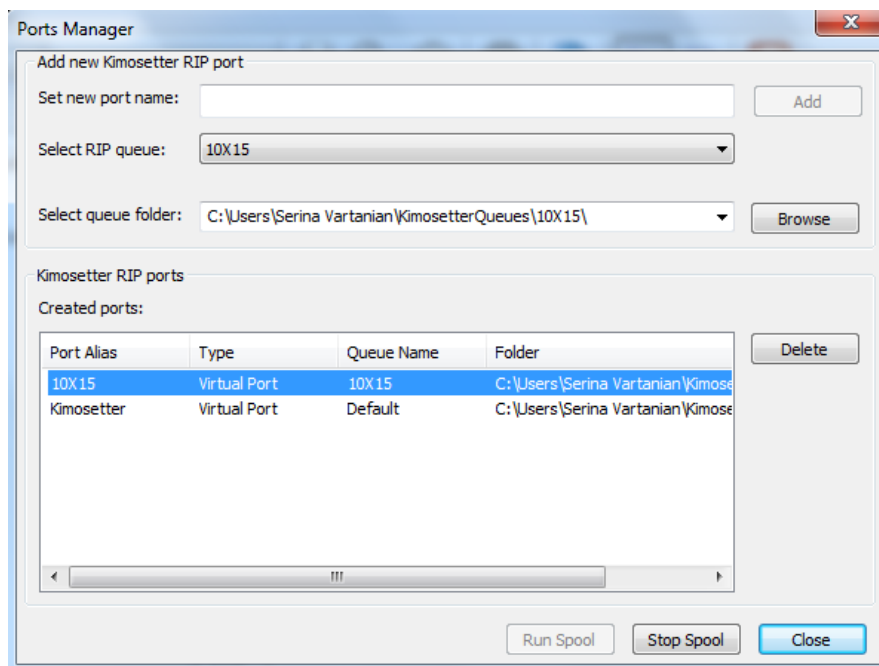 Ports Manager
Add new Kimosetter RIP port
Set new port name:
Add
Select RIP queue:
10X15
Select queue folder:
C:\Users\Serina Vartanian\KimosetterQueues\10X15\
Browse
Kimosetter RIP ports
Created ports:
Port Alias Type Queue Name Folder
Delete
10X15 Virtual Port 10X15 C:\Users\Serina Vartanian\Kimose
Kimosetter Virtual Port Default C:\Users\Serina Vartanian\Kimose
Run Spool Stop Spool Close